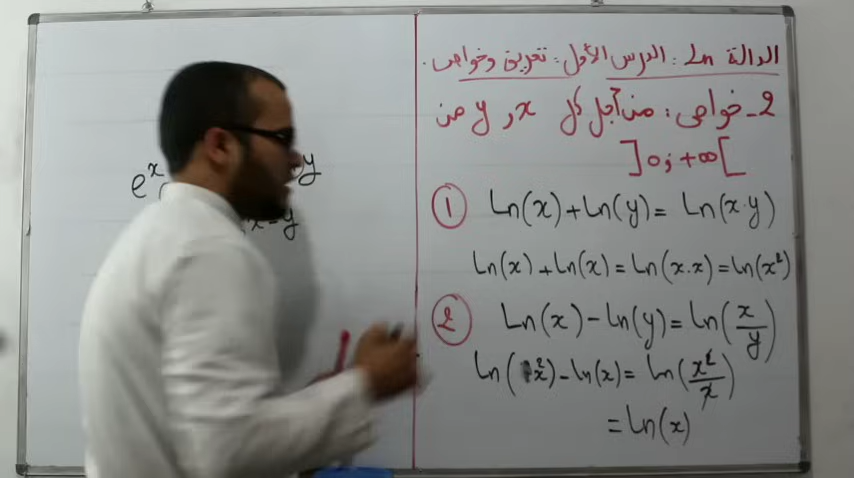 الدالة Ln : الدرس الأول : تعريف وخواص .
2 - خواص : من أجل كل x و y من
]0 ; +∞[
① Ln(x) + Ln(y) = Ln(x·y)
Ln(x) + Ln(x) = Ln(x.x) = Ln(x²)
② Ln(x) - Ln(y) = Ln(x/y)
Ln(x²) - Ln(x) = Ln(x²/x)
= Ln(x)
eˣ
y